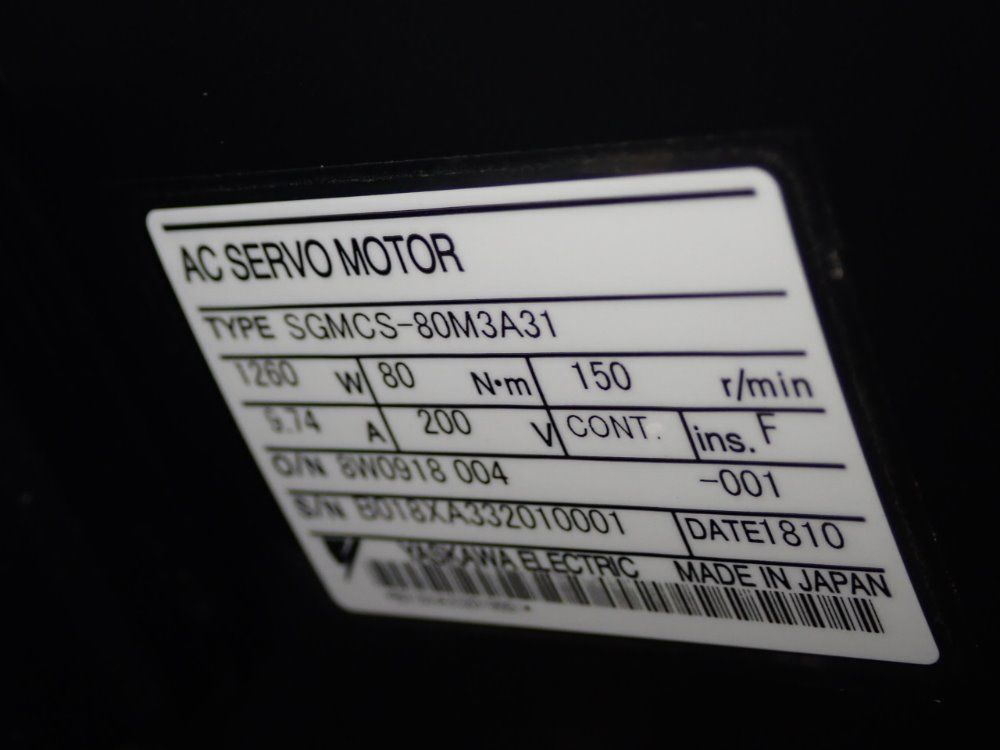 AC SERVO MOTOR
TYPE SGMCS-80M3A31
1260 W 80 N·m 150 r/min
9.74 A 200 V CONT. ins. F
O/N 8W0918 004 -001
S/N B018XA332010001 DATE1810
YASKAWA ELECTRIC MADE IN JAPAN